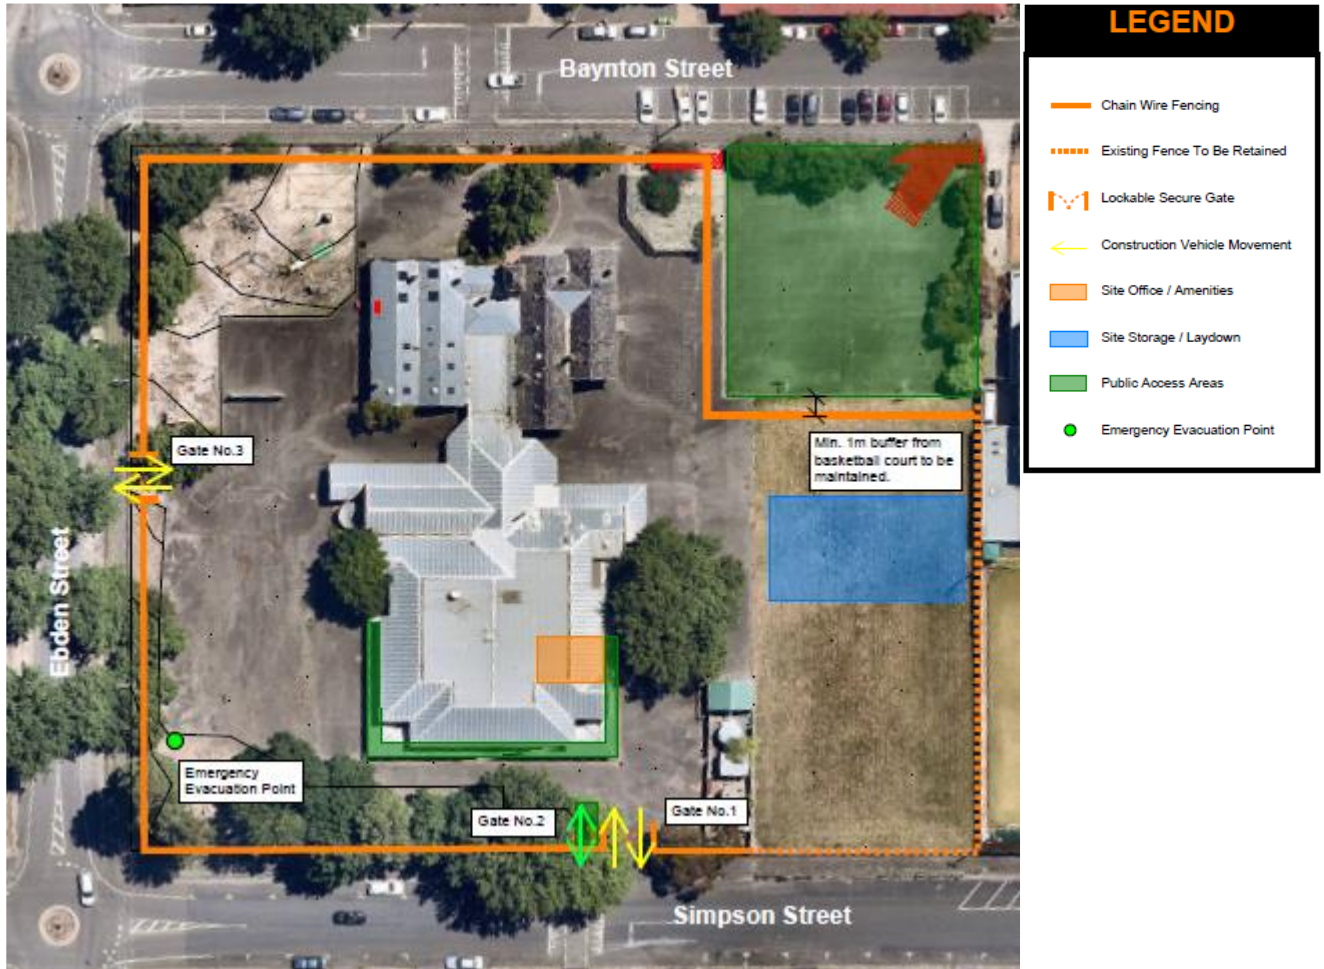 LEGEND
Baynton Street
Chain Wire Fencing
Existing Fence To Be Retained
Lockable Secure Gate
Construction Vehicle Movement
Site Office / Amenities
Site Storage / Laydown
Public Access Areas
Emergency Evacuation Point
Gate No.3
Min. 1m buffer from
basketball court to be
maintained.
Ebden Street
Emergency
Evacuation Point
Gate No.2
Gate No.1
Simpson Street